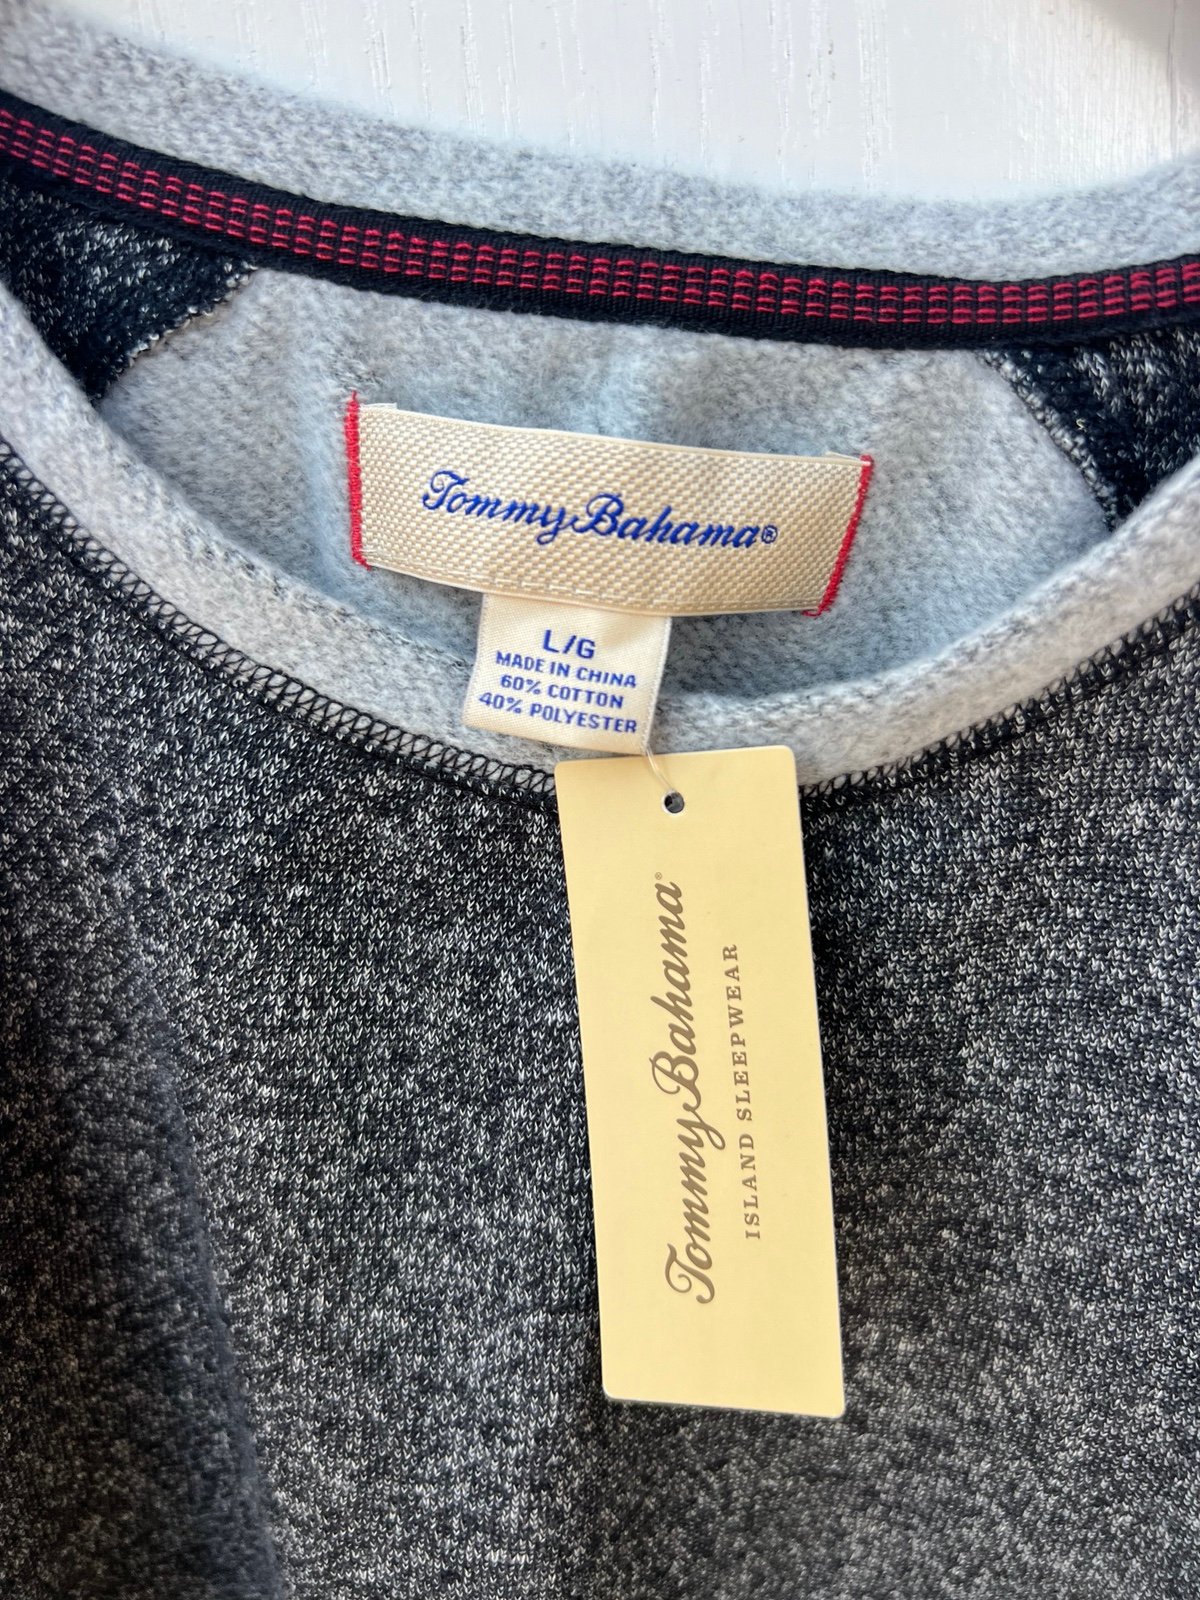 Tommy Bahama®
L/G
MADE IN CHINA
60% COTTON
40% POLYESTER
Tommy Bahama®
ISLAND SLEEPWEAR